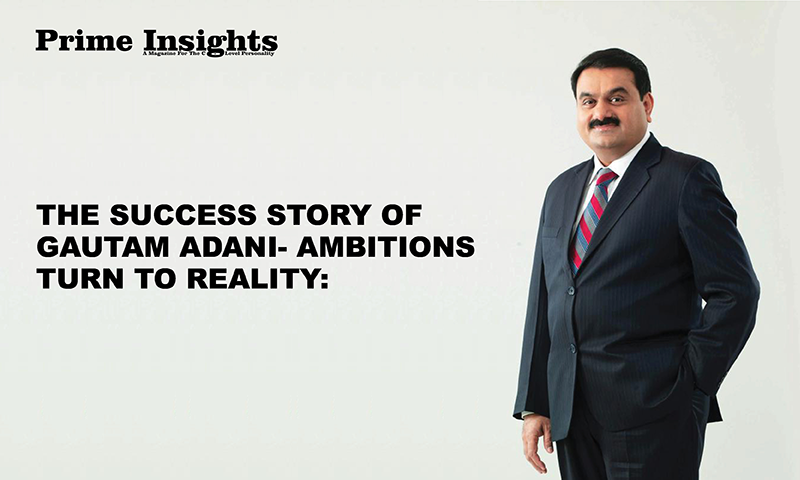 Prime Insights
A Magazine For The C Level Personality
THE SUCCESS STORY OF
GAUTAM ADANI- AMBITIONS
TURN TO REALITY: